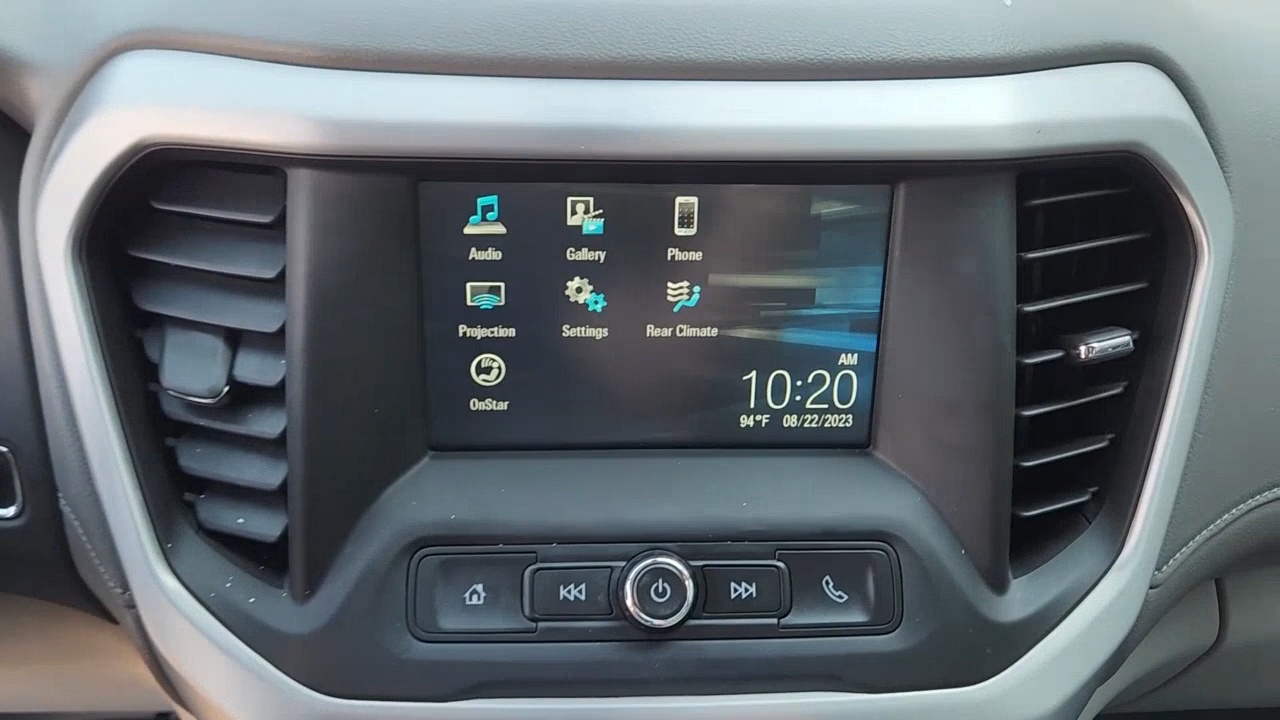 Audio Gallery Phone
Projection Settings Rear Climate
OnStar
AM
10:20
94°F 08/22/2023